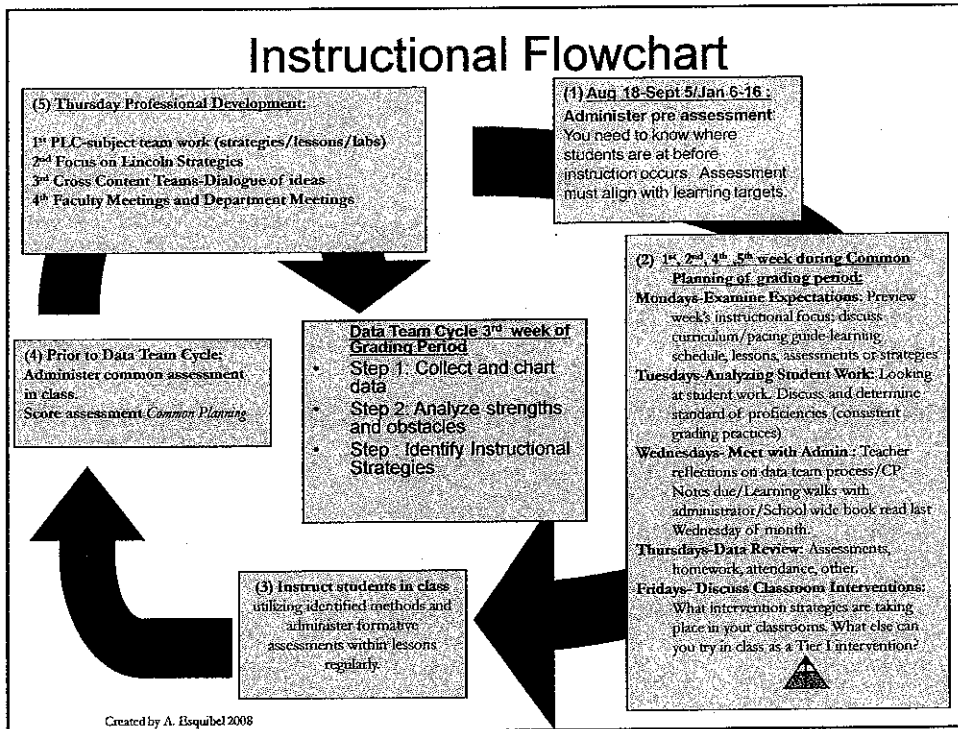 Instructional Flowchart
(5) Thursday Professional Development:
1st PLC-subject team work (strategies/lessons/labs)
2nd Focus on Lincoln Strategies
3rd Cross Content Teams-Dialogue of ideas
4th Faculty Meetings and Department Meetings
(1) Aug 18-Sept 5/Jan 6-16 :
Administer pre assessment:
You need to know where
students are at before
instruction occurs. Assessment
must align with learning targets.
(2) 1st, 2nd, 4th ,5th week during Common
Planning of grading period:
Mondays-Examine Expectations: Preview
week's instructional focus; discuss
curriculum/pacing guide-learning
schedule, lessons, assessments or strategies
Tuesdays-Analyzing Student Work: Looking
at student work. Discuss and determine
standard of proficiencies (consistent
grading practices)
Wednesdays- Meet with Admin.: Teacher
reflections on data team process/CP
Notes due/Learning walks with
administrator/School wide book read last
Wednesday of month.
Thursdays-Data Review: Assessments,
homework, attendance, other.
Fridays- Discuss Classroom Interventions:
What intervention strategies are taking
place in your classrooms. What else can
you try in class as a Tier I intervention?
Data Team Cycle 3rd week of
Grading Period
• Step 1: Collect and chart
data
• Step 2: Analyze strengths
and obstacles
• Step : Identify Instructional
Strategies
(4) Prior to Data Team Cycle:
Administer common assessment
in class.
Score assessment Common Planning
(3) Instruct students in class
utilizing identified methods and
administer formative
assessments within lessons
regularly.
Created by A. Esquibel 2008